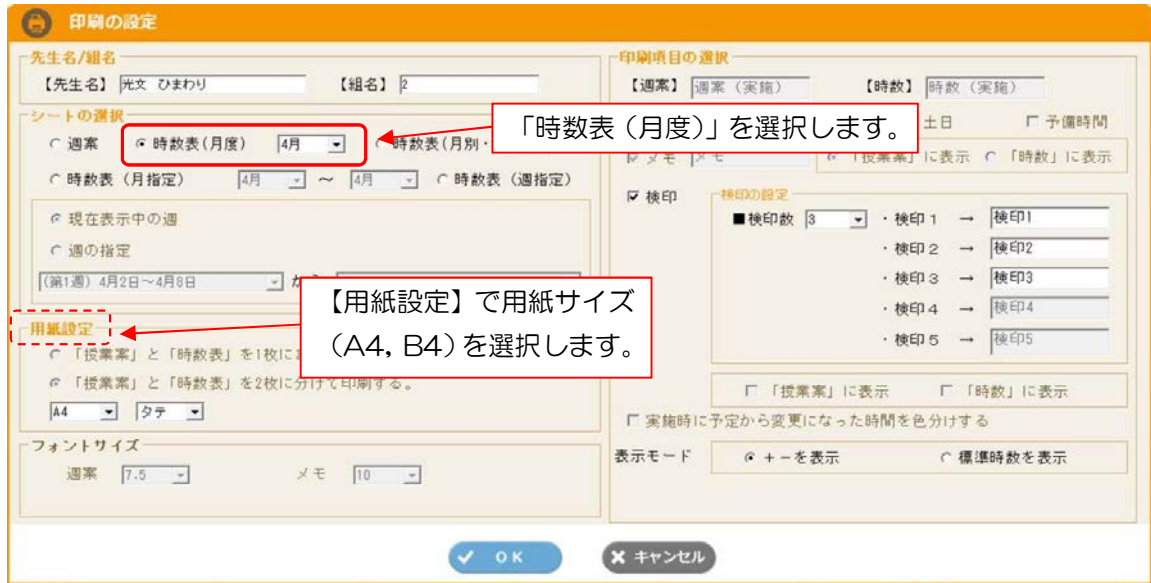 印刷の設定
先生名/組名
【先生名】 光文 ひまわり 【組名】 2
シートの選択
週案 時数表(月度) 4月 時数表(月別・
時数表(月指定) 4月 ～ 4月 時数表(週指定)
現在表示中の週
週の指定
(第1週) 4月2日～4月8日 か
用紙設定
「授業案」と「時数表」を1枚に
「授業案」と「時数表」を2枚に分けて印刷する。
A4 タテ
フォントサイズ
週案 7.5 メモ 10
「時数表（月度）」を選択します。
【用紙設定】で用紙サイズ
（A4，B4）を選択します。
印刷項目の選択
【週案】 週案（実施） 【時数】 時数（実施）
土日 予備時間
メモ メモ 「授業案」に表示 「時数」に表示
検印 検印の設定
■検印数 3 ・検印1 → 検印1
・検印2 → 検印2
・検印3 → 検印3
・検印4 → 検印4
・検印5 → 検印5
「授業案」に表示 「時数」に表示
実施時に予定から変更になった時間を色分けする
表示モード +-を表示 標準時数を表示
OK キャンセル